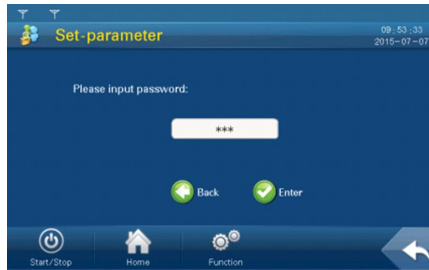 Set-parameter
09:53:33
2015-07-07
Please input password:
***
Back
Enter
Start/Stop
Home
Function